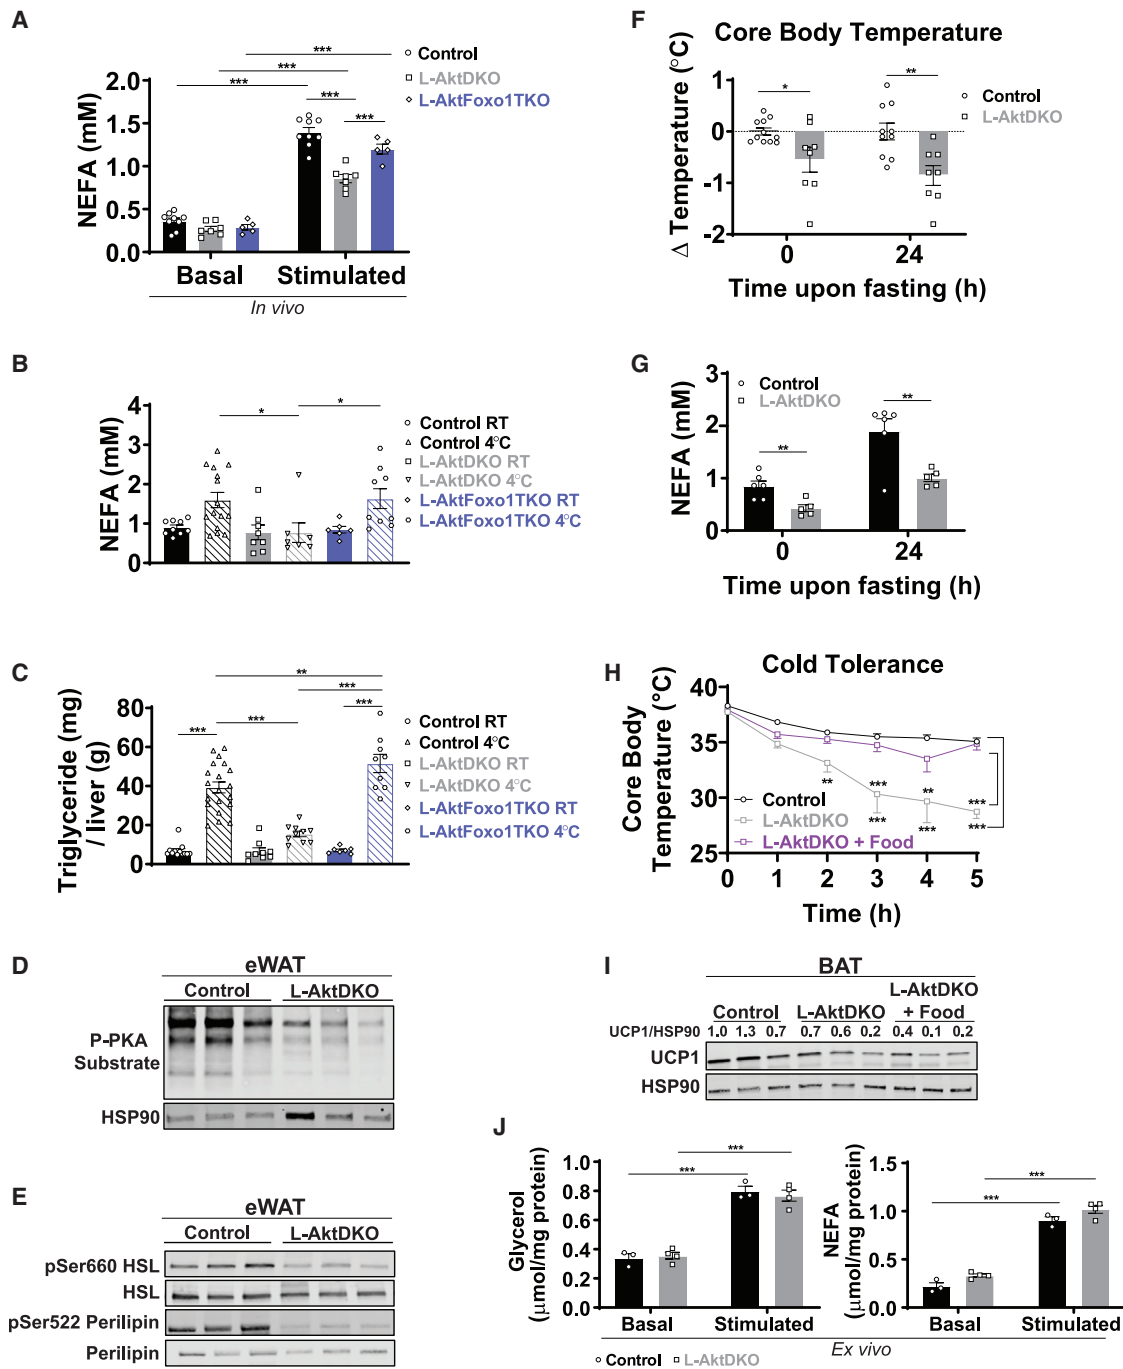 A
***
***
***
***
***
Control
L-AktDKO
L-AktFoxo1TKO
NEFA (mM)
2.0
1.5
1.0
0.5
0.0
Basal Stimulated
In vivo
B
*
*
NEFA (mM)
4
3
2
1
0
Control RT
Control 4°C
L-AktDKO RT
L-AktDKO 4°C
L-AktFoxo1TKO RT
L-AktFoxo1TKO 4°C
C
**
***
***
***
***
Triglyceride (mg)
/ liver (g)
80
60
40
20
0
Control RT
Control 4°C
L-AktDKO RT
L-AktDKO 4°C
L-AktFoxo1TKO RT
L-AktFoxo1TKO 4°C
D
eWAT
Control L-AktDKO
P-PKA
Substrate
HSP90
E
eWAT
Control L-AktDKO
pSer660 HSL
HSL
pSer522 Perilipin
Perilipin
F
Core Body Temperature
*
**
Control
L-AktDKO
Δ Temperature (°C)
1
0
-1
-2
0 24
Time upon fasting (h)
G
Control
L-AktDKO
**
**
NEFA (mM)
3
2
1
0
0 24
Time upon fasting (h)
H
Cold Tolerance
Core Body
Temperature (°C)
40
35
30
25
**
***
***
**
***
***
***
Control
L-AktDKO
L-AktDKO + Food
0 1 2 3 4 5
Time (h)
I
BAT
Control L-AktDKO L-AktDKO
+ Food
UCP1/HSP90 1.0 1.3 0.7 0.7 0.6 0.2 0.4 0.1 0.2
UCP1
HSP90
J
***
***
Glycerol
(μmol/mg protein)
1.0
0.8
0.6
0.4
0.2
0.0
Basal Stimulated
***
***
NEFA
(μmol/mg protein)
1.5
1.0
0.5
0.0
Basal Stimulated
Ex vivo
Control L-AktDKO